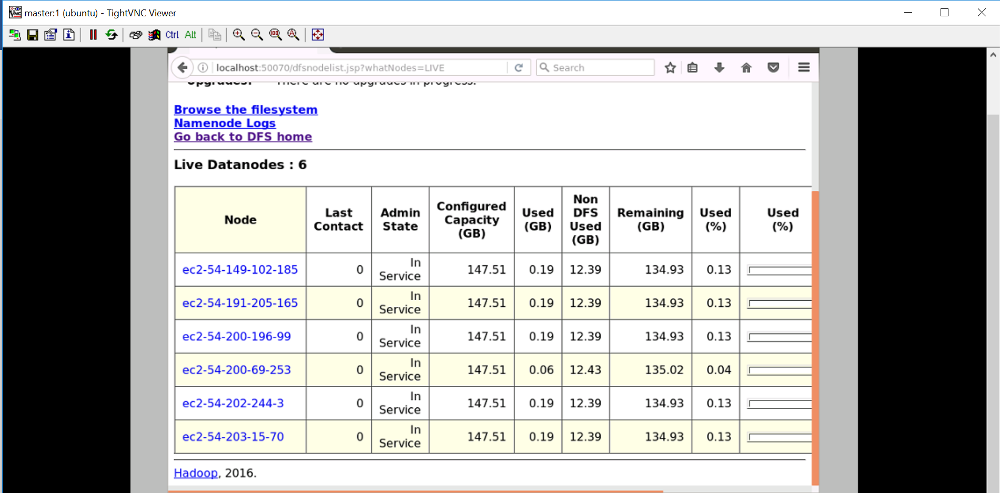 master:1 (ubuntu) - TightVNC Viewer
Ctrl Alt
localhost:50070/dfsnodelist.jsp?whatNodes=LIVE Search
Upgrades: There are no upgrades in progress.
Browse the filesystem
Namenode Logs
Go back to DFS home
Live Datanodes : 6
Node Last Contact Admin State Configured Capacity (GB) Used (GB) Non DFS Used (GB) Remaining (GB) Used (%) Used (%)
ec2-54-149-102-185 0 In Service 147.51 0.19 12.39 134.93 0.13
ec2-54-191-205-165 0 In Service 147.51 0.19 12.39 134.93 0.13
ec2-54-200-196-99 0 In Service 147.51 0.19 12.39 134.93 0.13
ec2-54-200-69-253 0 In Service 147.51 0.06 12.43 135.02 0.04
ec2-54-202-244-3 0 In Service 147.51 0.19 12.39 134.93 0.13
ec2-54-203-15-70 0 In Service 147.51 0.19 12.39 134.93 0.13
Hadoop, 2016.